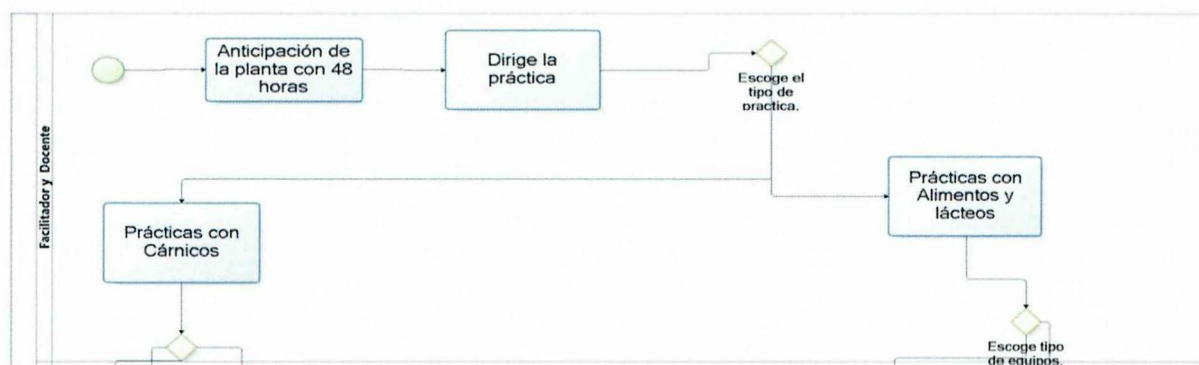 Facilitador y Docente
Anticipación de
la planta con 48
horas
Dirige la
práctica
Escoge el
tipo de
practica.
Prácticas con
Cárnicos
Prácticas con
Alimentos y
lácteos
Escoge tipo
de equipos.